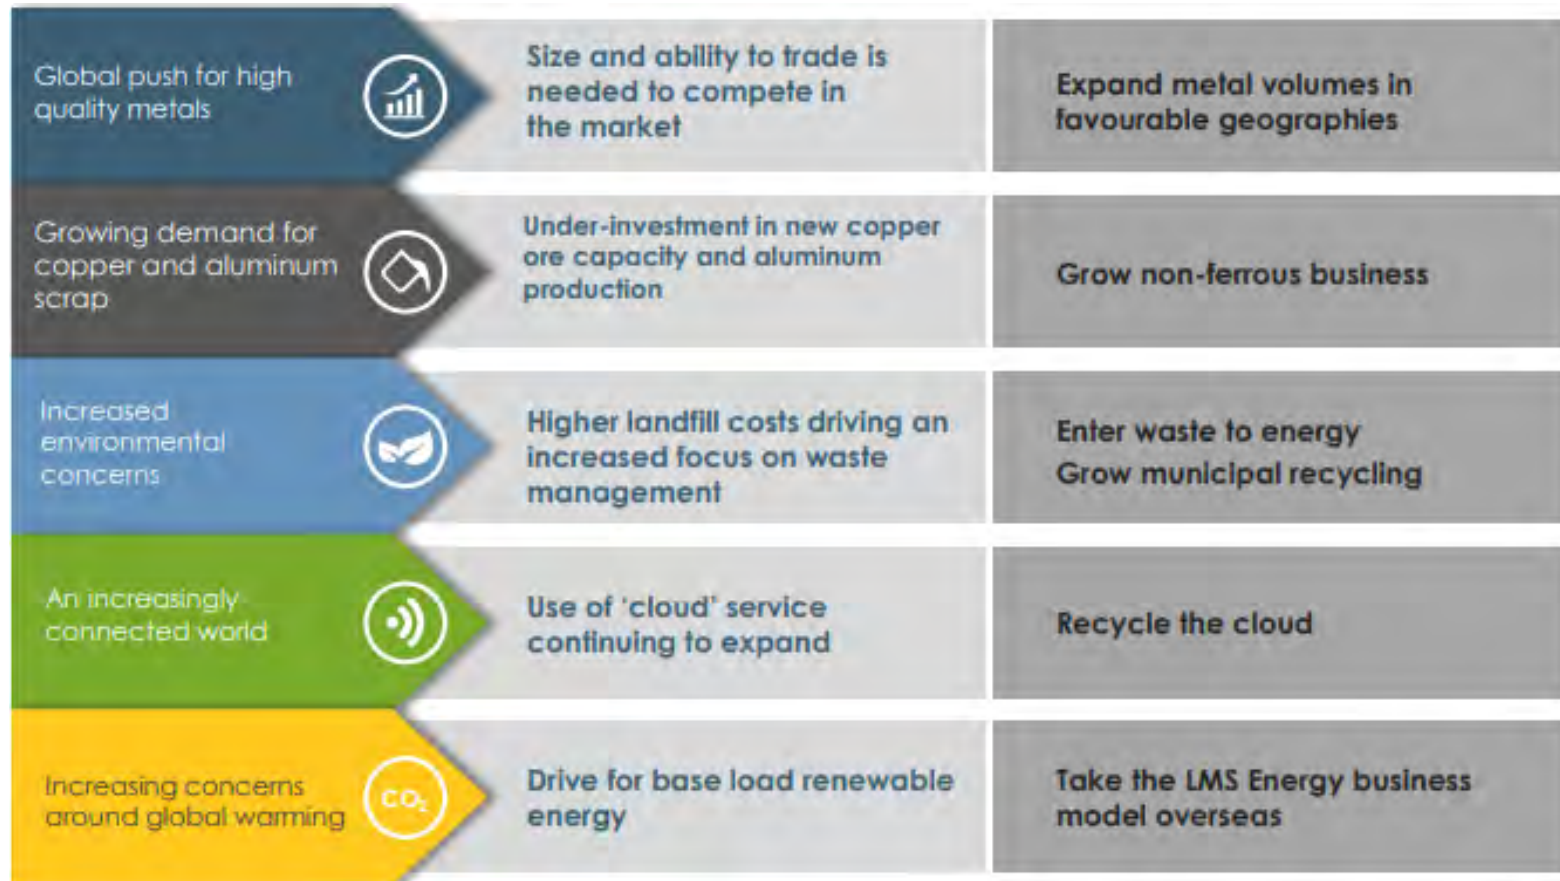 Global push for high
quality metals
Size and ability to trade is
needed to compete in
the market
Expand metal volumes in
favourable geographies
Growing demand for
copper and aluminum
scrap
Under-investment in new copper
ore capacity and aluminum
production
Grow non-ferrous business
Increased
environmental
concerns
Higher landfill costs driving an
increased focus on waste
management
Enter waste to energy
Grow municipal recycling
An increasingly
connected world
Use of ‘cloud’ service
continuing to expand
Recycle the cloud
Increasing concerns
around global warming
CO₂
Drive for base load renewable
energy
Take the LMS Energy business
model overseas